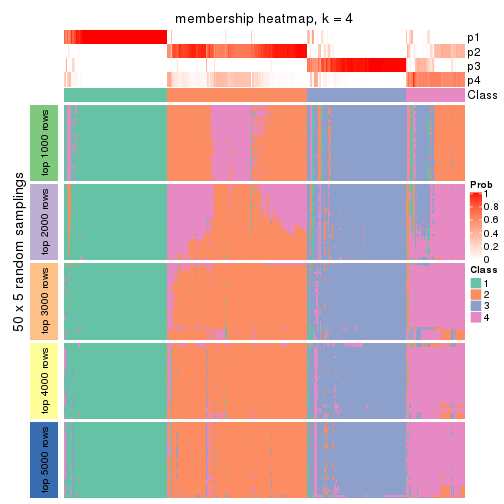 membership heatmap, k = 4
p1
p2
p3
p4
Class
50 x 5 random samplings
top 1000 rows
top 2000 rows
top 3000 rows
top 4000 rows
top 5000 rows
Prob
1
0.8
0.6
0.4
0.2
0
Class
1
2
3
4